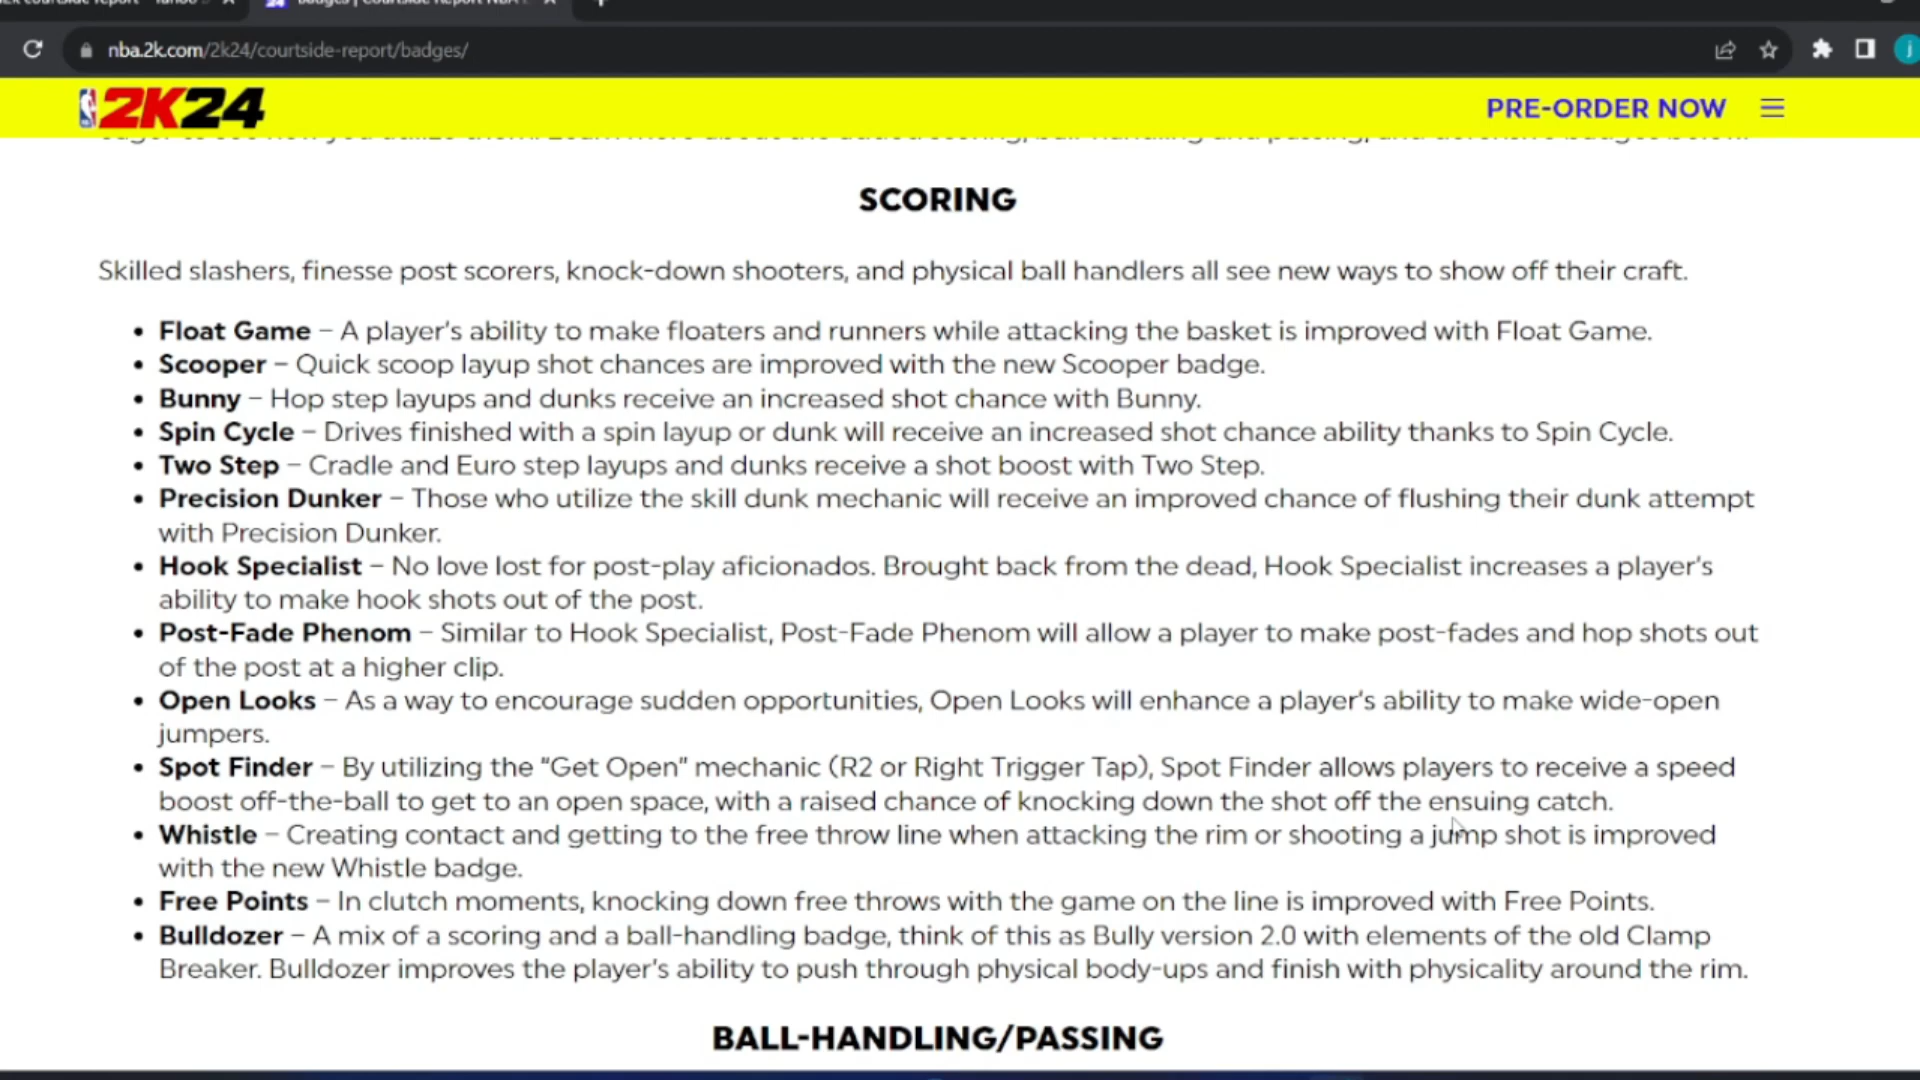 nba.2k.com/2k24/courtside-report/badges/
2K24
PRE-ORDER NOW
SCORING
Skilled slashers, finesse post scorers, knock-down shooters, and physical ball handlers all see new ways to show off their craft.
• Float Game – A player's ability to make floaters and runners while attacking the basket is improved with Float Game.
• Scooper – Quick scoop layup shot chances are improved with the new Scooper badge.
• Bunny – Hop step layups and dunks receive an increased shot chance with Bunny.
• Spin Cycle – Drives finished with a spin layup or dunk will receive an increased shot chance ability thanks to Spin Cycle.
• Two Step – Cradle and Euro step layups and dunks receive a shot boost with Two Step.
• Precision Dunker – Those who utilize the skill dunk mechanic will receive an improved chance of flushing their dunk attempt
with Precision Dunker.
• Hook Specialist – No love lost for post-play aficionados. Brought back from the dead, Hook Specialist increases a player's
ability to make hook shots out of the post.
• Post-Fade Phenom – Similar to Hook Specialist, Post-Fade Phenom will allow a player to make post-fades and hop shots out
of the post at a higher clip.
• Open Looks – As a way to encourage sudden opportunities, Open Looks will enhance a player's ability to make wide-open
jumpers.
• Spot Finder – By utilizing the "Get Open" mechanic (R2 or Right Trigger Tap), Spot Finder allows players to receive a speed
boost off-the-ball to get to an open space, with a raised chance of knocking down the shot off the ensuing catch.
• Whistle – Creating contact and getting to the free throw line when attacking the rim or shooting a jump shot is improved
with the new Whistle badge.
• Free Points – In clutch moments, knocking down free throws with the game on the line is improved with Free Points.
• Bulldozer – A mix of a scoring and a ball-handling badge, think of this as Bully version 2.0 with elements of the old Clamp
Breaker. Bulldozer improves the player's ability to push through physical body-ups and finish with physicality around the rim.
BALL-HANDLING/PASSING